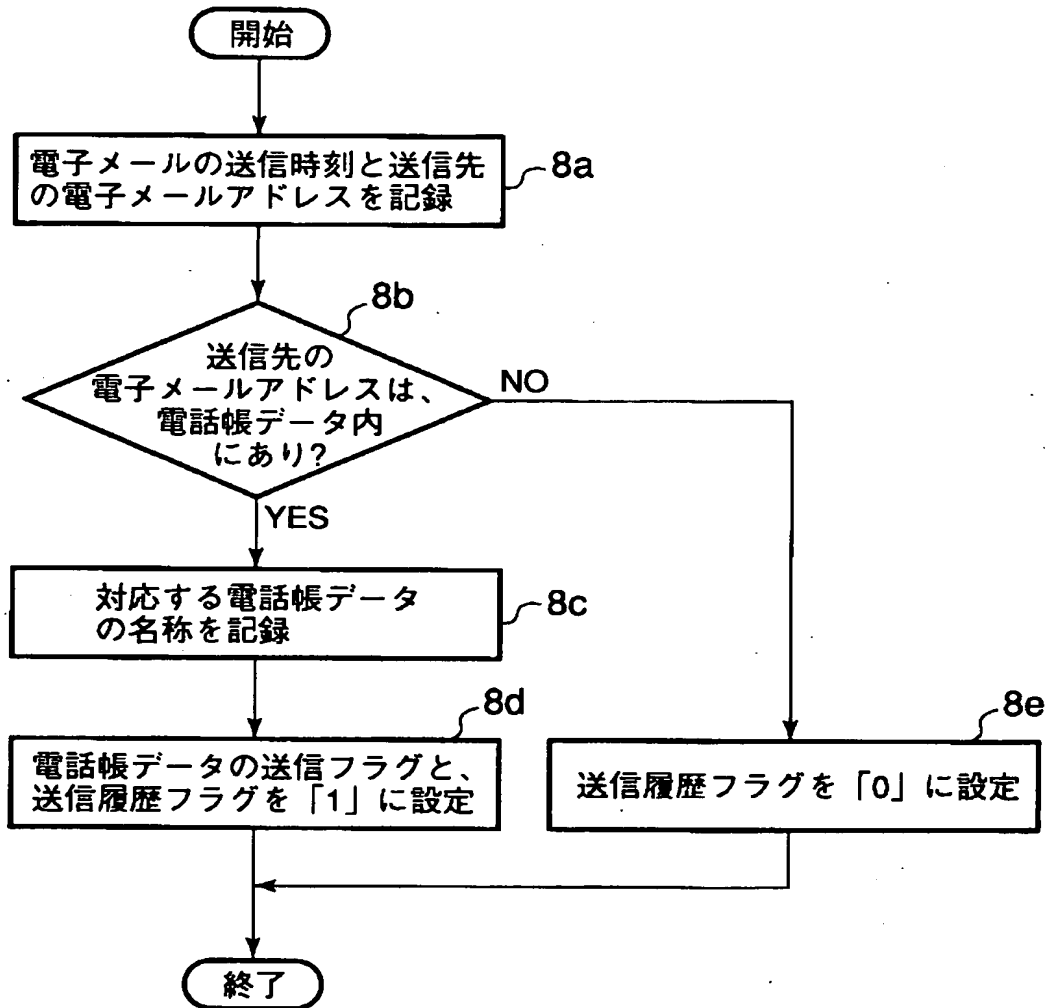 開始
電子メールの送信時刻と送信先
の電子メールアドレスを記録
8a
8b
送信先の
電子メールアドレスは、
電話帳データ内
にあり?
NO
YES
対応する電話帳データ
の名称を記録
8c
8d
電話帳データの送信フラグと、
送信履歴フラグを「1」に設定
8e
送信履歴フラグを「0」に設定
終了